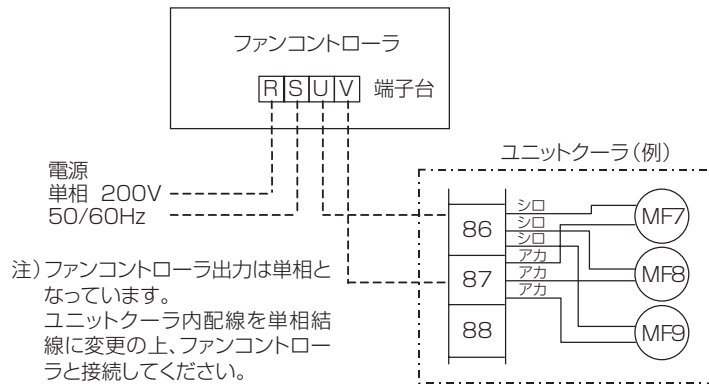 ファンコントローラ
R S U V 端子台
電源
単相 200V
50/60Hz
ユニットクーラ(例)
シロ
シロ
シロ
アカ
アカ
アカ
86
87
88
MF7
MF8
MF9
注)ファンコントローラ出力は単相と
なっています。
ユニットクーラ内配線を単相結
線に変更の上、ファンコントロー
ラと接続してください。